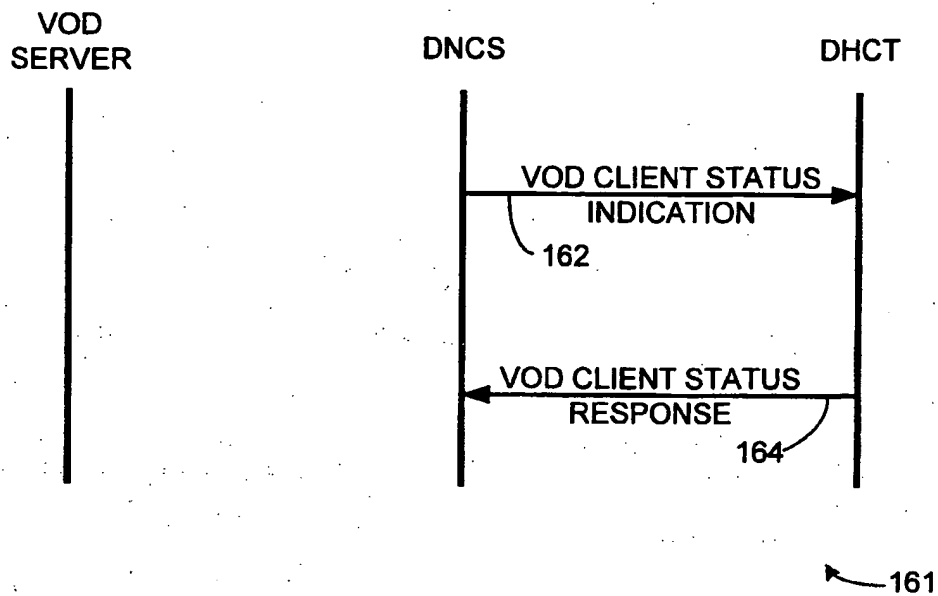 VOD
SERVER
DNCS
DHCT
VOD CLIENT STATUS
INDICATION
162
VOD CLIENT STATUS
RESPONSE
164
161